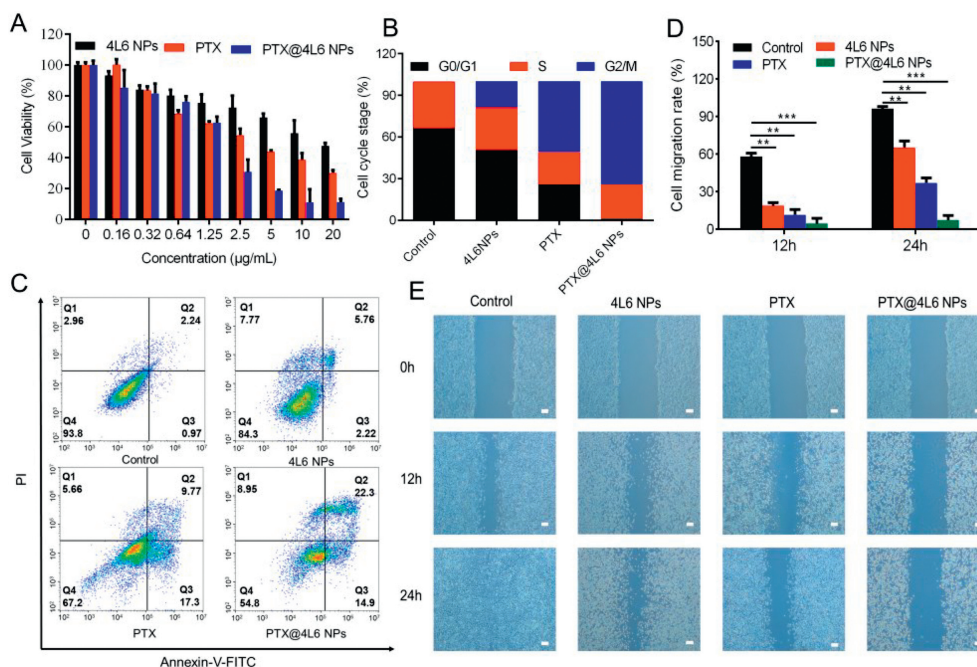 A
4L6 NPs PTX PTX@4L6 NPs
Cell Viability (%)
120
100
80
60
40
20
0
0 0.16 0.32 0.64 1.25 2.5 5 10 20
Concentration (μg/mL)
B
G0/G1 S G2/M
Cell cycle stage (%)
120
90
60
30
0
Control 4L6NPs PTX PTX@4L6 NPs
D
Control 4L6 NPs
PTX PTX@4L6 NPs
Cell migration rate (%)
150
120
90
60
30
0
***
**
**
***
**
**
12h 24h
C
PI
Q1 2.96
Q2 2.24
Q3 0.97
Q4 93.8
Control
Q1 7.77
Q2 5.76
Q3 2.22
Q4 84.3
4L6 NPs
Q1 5.66
Q2 9.77
Q3 17.3
Q4 67.2
PTX
Q1 8.95
Q2 22.3
Q3 14.9
Q4 54.8
PTX@4L6 NPs
Annexin-V-FITC
E
Control 4L6 NPs PTX PTX@4L6 NPs
0h
12h
24h